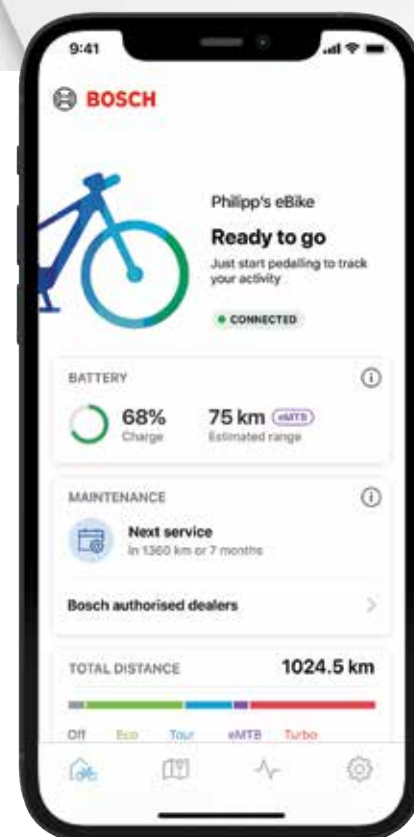 9:41
BOSCH
Philipp's eBike
Ready to go
Just start pedalling to track
your activity
CONNECTED
BATTERY
68%
Charge
75 km eMTB
Estimated range
MAINTENANCE
Next service
In 1360 km or 7 months
Bosch authorised dealers
TOTAL DISTANCE
1024.5 km
Off Eco Tour eMTB Turbo